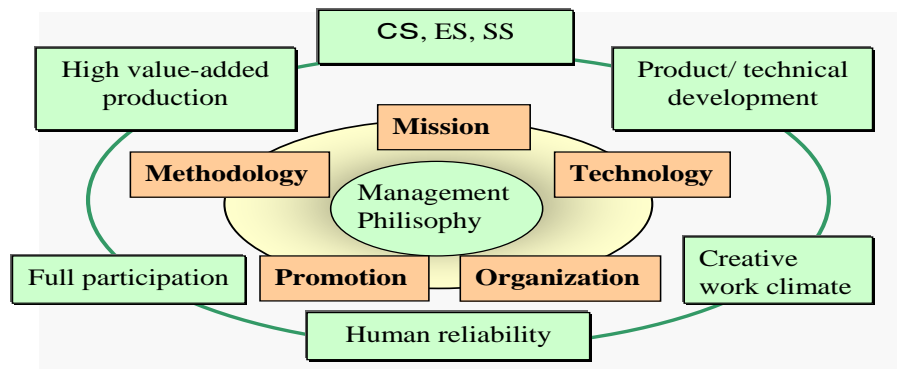 CS, ES, SS
High value-added
production
Product/ technical
development
Mission
Methodology
Technology
Management
Philisophy
Full participation
Promotion
Organization
Creative
work climate
Human reliability